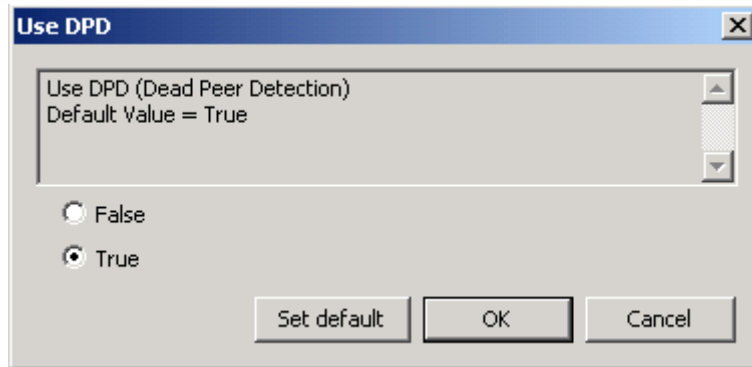 Use DPD
Use DPD (Dead Peer Detection)
Default Value = True
False
True
Set default OK Cancel